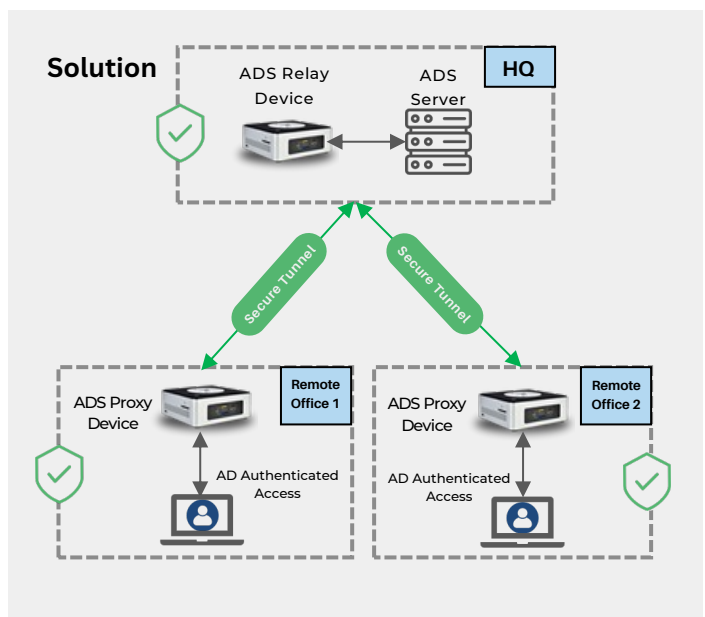 Solution
HQ
ADS Relay
Device
ADS
Server
Secure Tunnel
Secure Tunnel
Remote
Office 1
ADS Proxy
Device
AD Authenticated
Access
Remote
Office 2
ADS Proxy
Device
AD Authenticated
Access